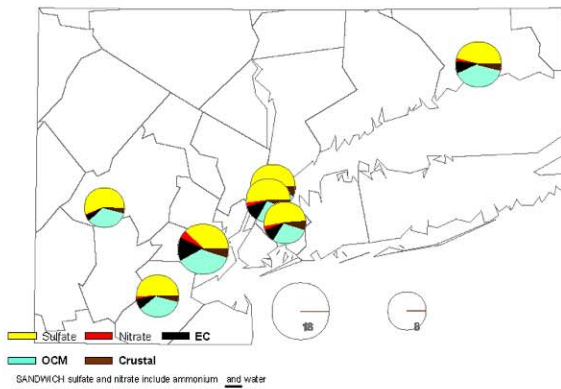 18
8
Sulfate Nitrate EC
OCM Crustal
SANDWICH sulfate and nitrate include ammonium and water